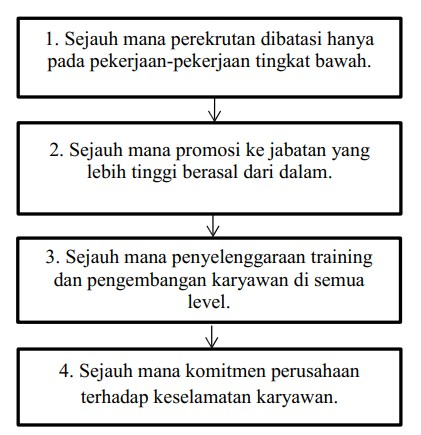 1. Sejauh mana perekrutan dibatasi hanya
pada pekerjaan-pekerjaan tingkat bawah.
2. Sejauh mana promosi ke jabatan yang
lebih tinggi berasal dari dalam.
3. Sejauh mana penyelenggaraan training
dan pengembangan karyawan di semua
level.
4. Sejauh mana komitmen perusahaan
terhadap keselamatan karyawan.